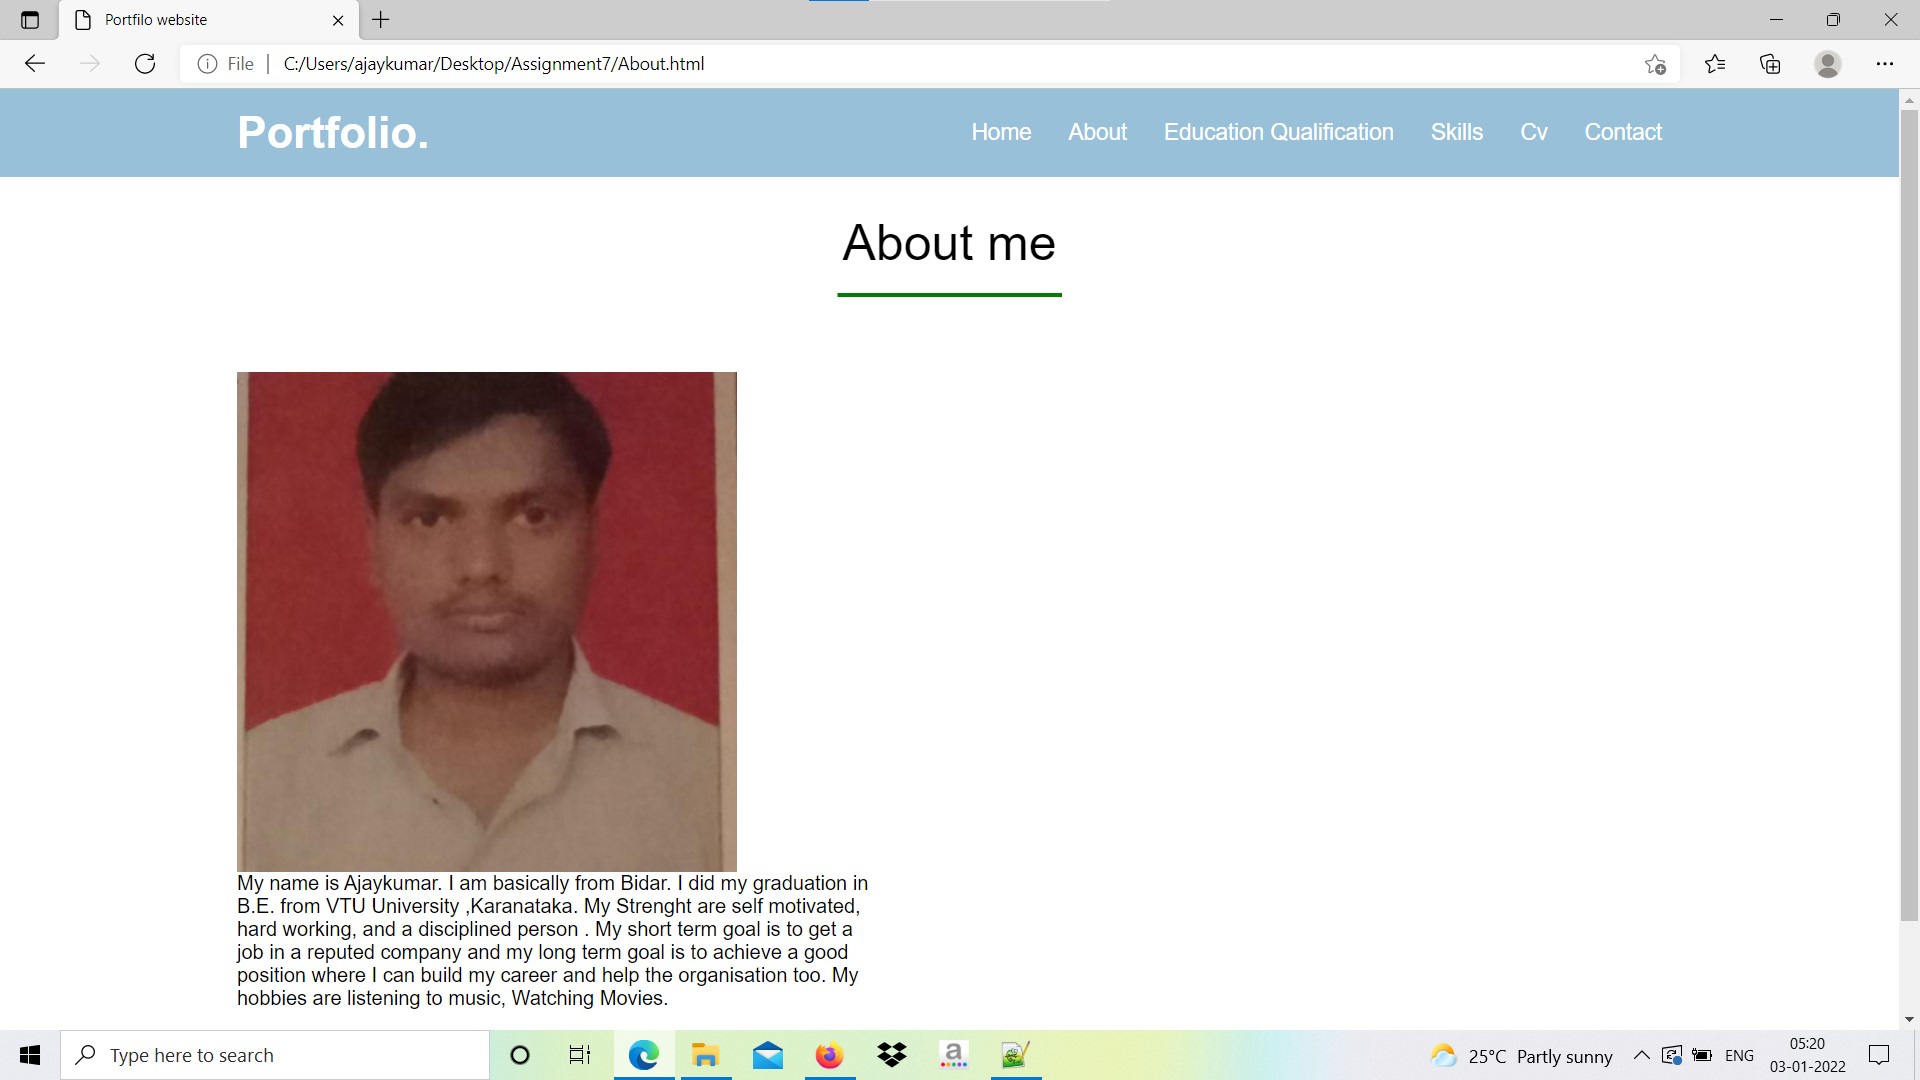 Portfilo website
File
C:/Users/ajaykumar/Desktop/Assignment7/About.html
Portfolio.
Home About Education Qualification Skills Cv Contact
About me
My name is Ajaykumar. I am basically from Bidar. I did my graduation in
B.E. from VTU University ,Karanataka. My Strenght are self motivated,
hard working, and a disciplined person . My short term goal is to get a
job in a reputed company and my long term goal is to achieve a good
position where I can build my career and help the organisation too. My
hobbies are listening to music, Watching Movies.
Type here to search
a
25°C Partly sunny
ENG
05:20
03-01-2022